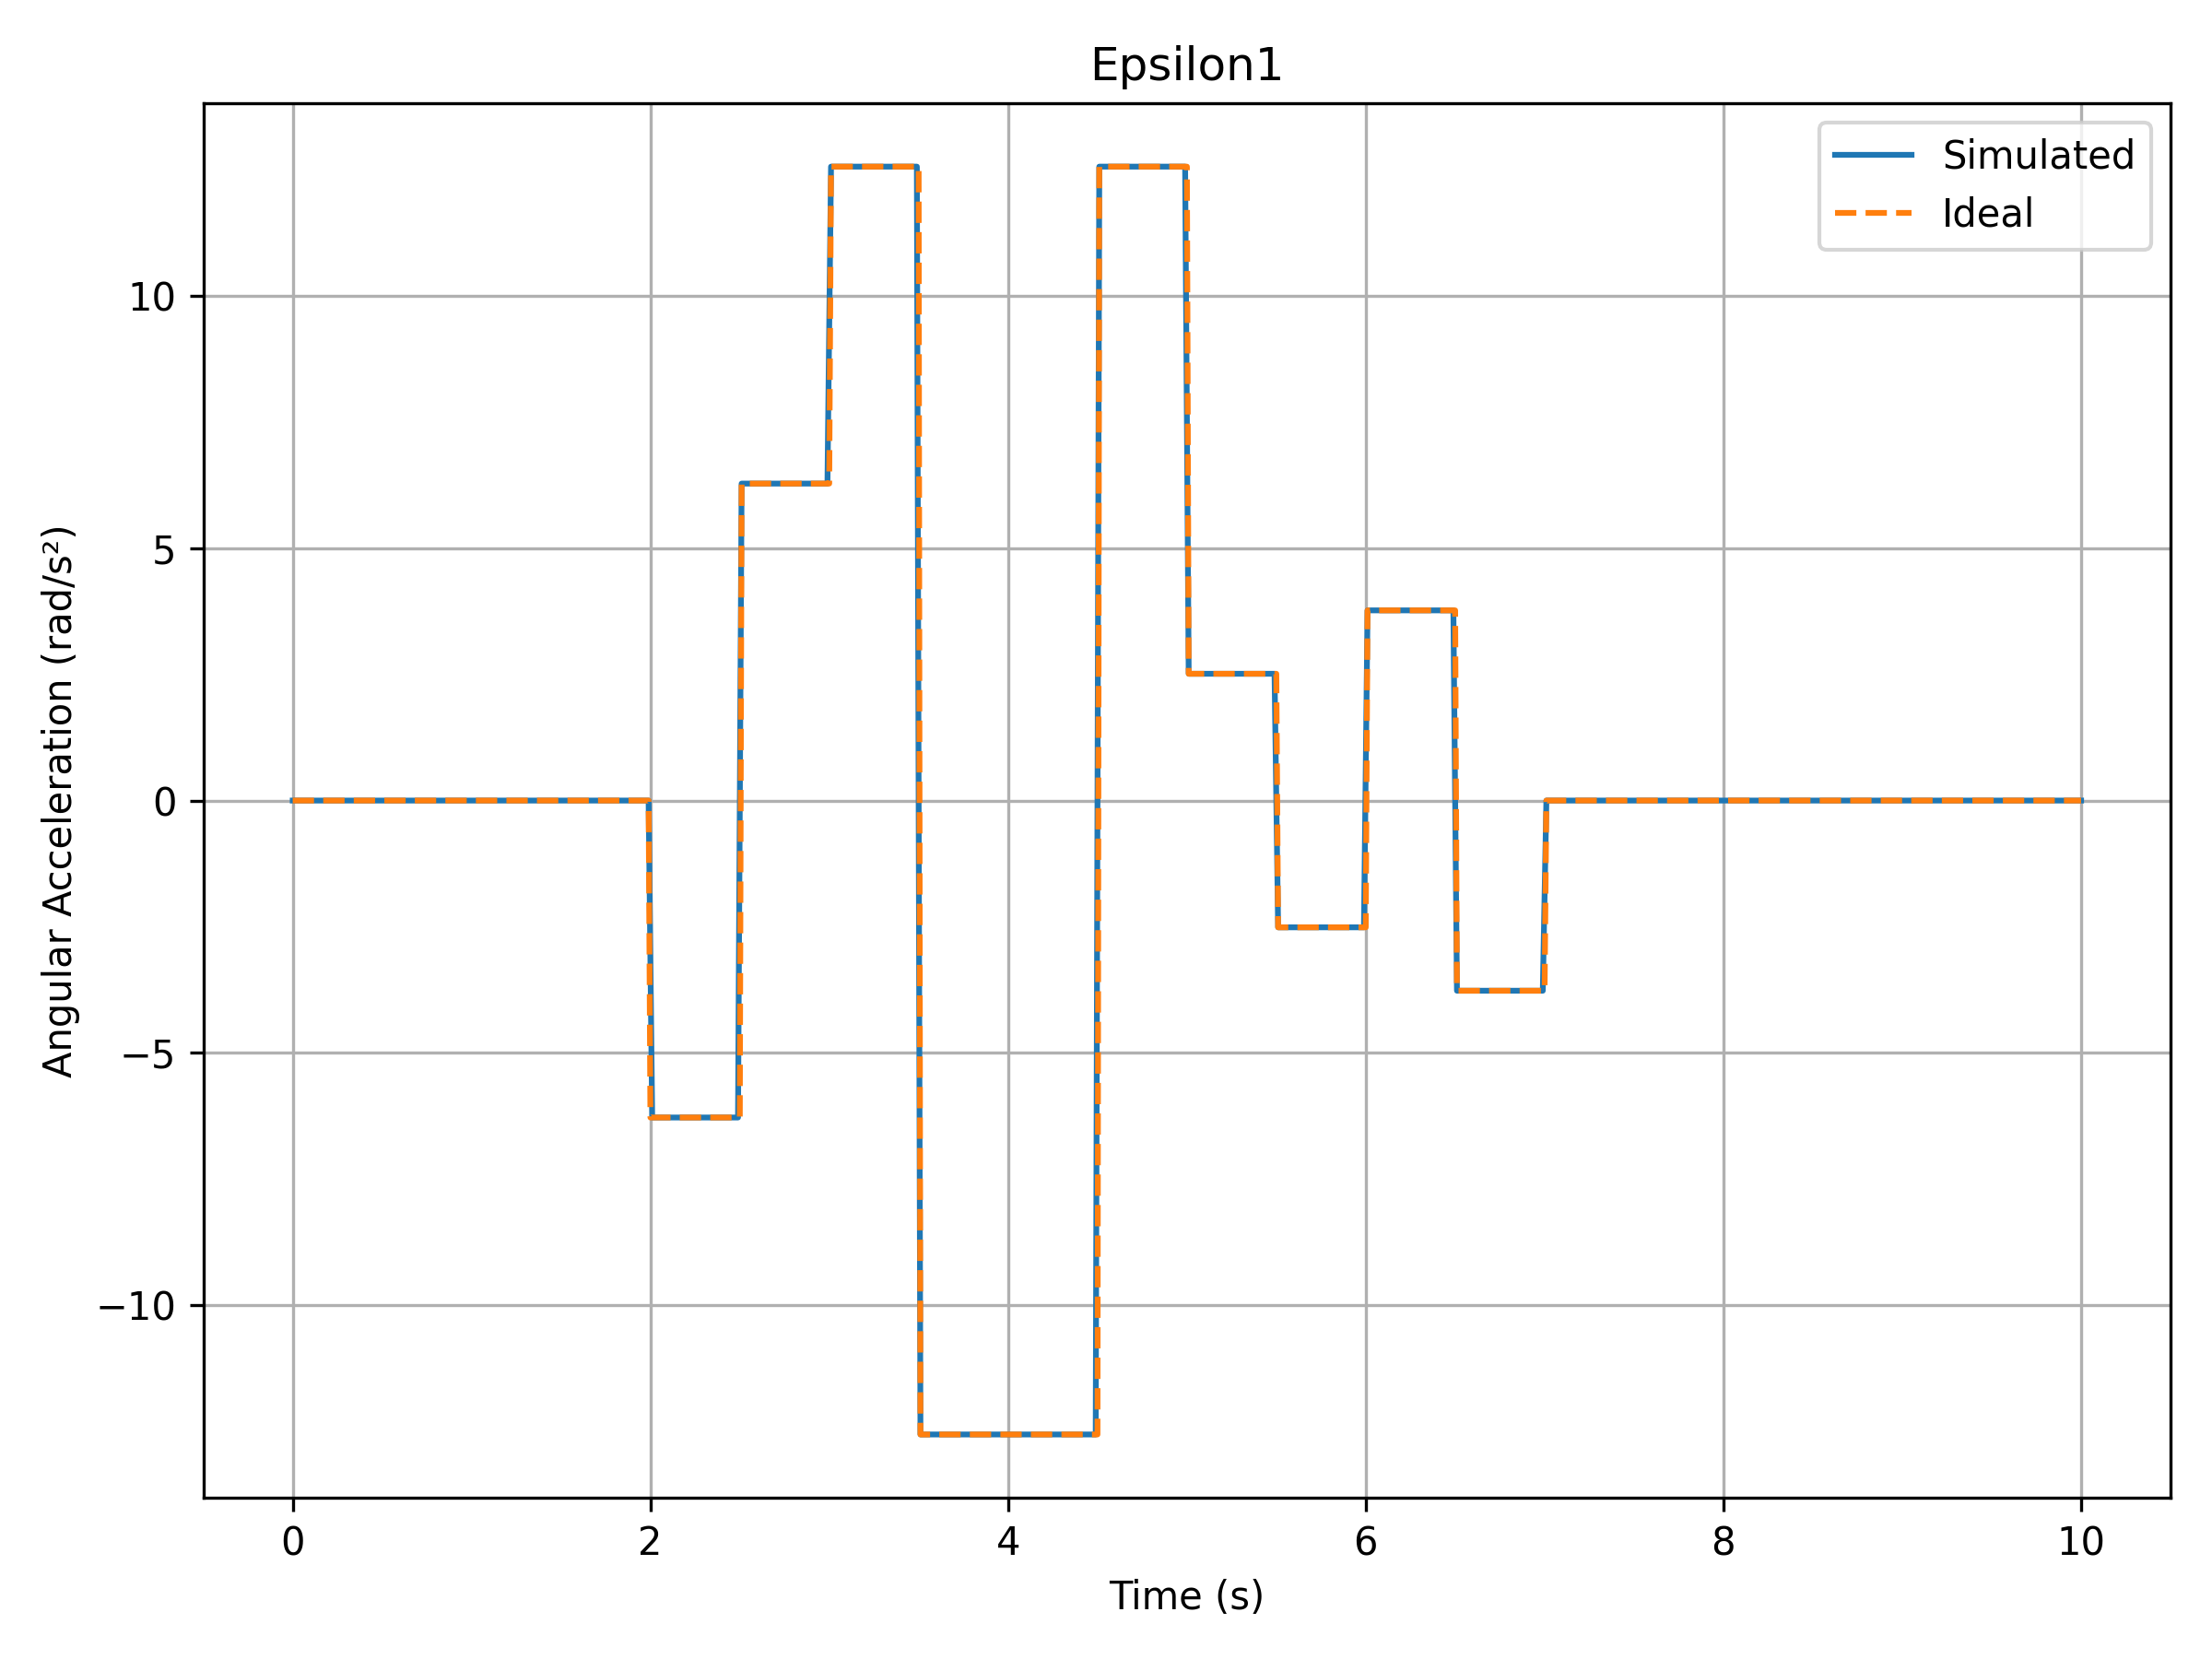 Epsilon1
Simulated
Ideal
10
5
0
−5
−10
Angular Acceleration (rad/s²)
0 2 4 6 8 10
Time (s)